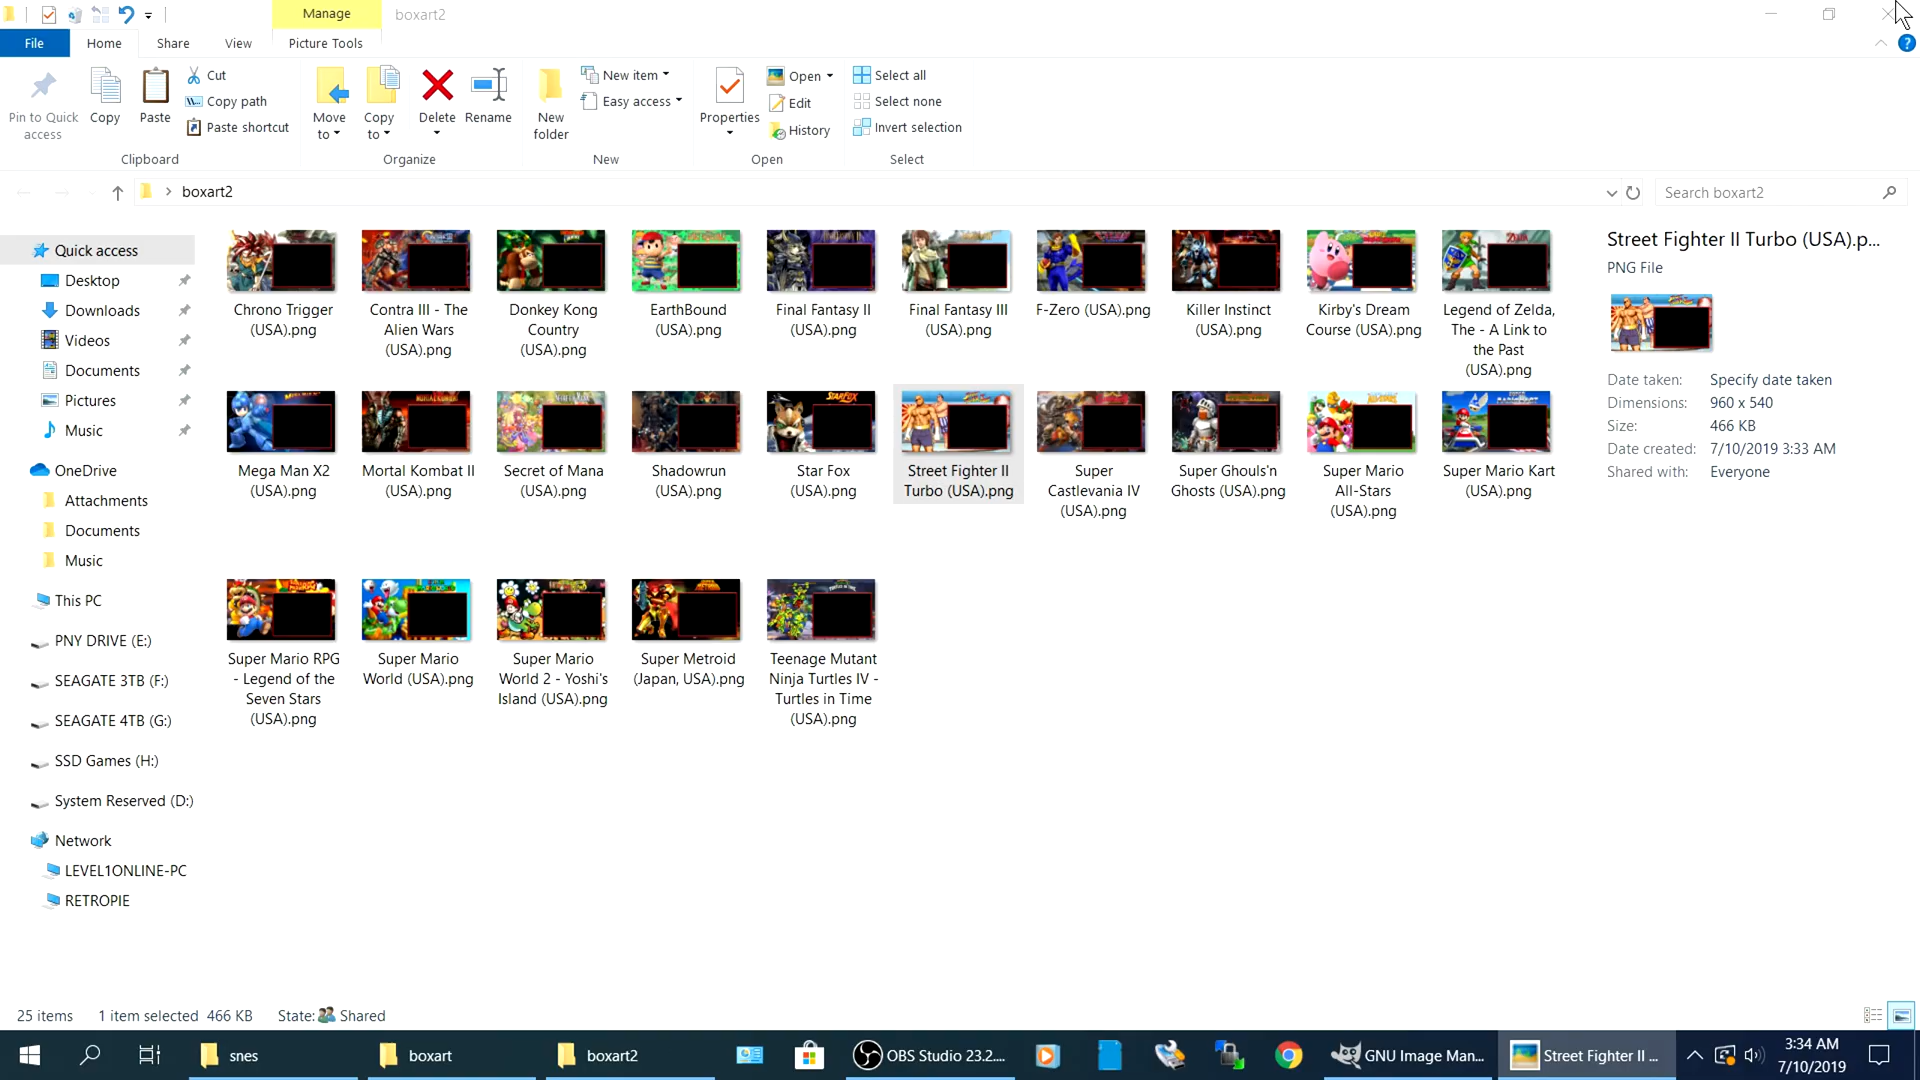 Manage
boxart2
File
Home
Share
View
Picture Tools
Pin to Quick
access
Copy
Paste
Cut
Copy path
Paste shortcut
Clipboard
Move
to
Copy
to
Delete
Rename
Organize
New
folder
New item
Easy access
New
Properties
Open
Edit
History
Open
Select all
Select none
Invert selection
Select
boxart2
Search boxart2
Quick access
Desktop
Downloads
Videos
Documents
Pictures
Music
OneDrive
Attachments
Documents
Music
This PC
PNY DRIVE (E:)
SEAGATE 3TB (F:)
SEAGATE 4TB (G:)
SSD Games (H:)
System Reserved (D:)
Network
LEVEL1ONLINE-PC
RETROPIE
Chrono Trigger
(USA).png
Contra III - The
Alien Wars
(USA).png
Donkey Kong
Country
(USA).png
EarthBound
(USA).png
Final Fantasy II
(USA).png
Final Fantasy III
(USA).png
F-Zero (USA).png
Killer Instinct
(USA).png
Kirby's Dream
Course (USA).png
Legend of Zelda,
The - A Link to
the Past
(USA).png
Mega Man X2
(USA).png
Mortal Kombat II
(USA).png
Secret of Mana
(USA).png
Shadowrun
(USA).png
Star Fox
(USA).png
Street Fighter II
Turbo (USA).png
Super
Castlevania IV
(USA).png
Super Ghouls'n
Ghosts (USA).png
Super Mario
All-Stars
(USA).png
Super Mario Kart
(USA).png
Super Mario RPG
- Legend of the
Seven Stars
(USA).png
Super Mario
World (USA).png
Super Mario
World 2 - Yoshi's
Island (USA).png
Super Metroid
(Japan, USA).png
Teenage Mutant
Ninja Turtles IV -
Turtles in Time
(USA).png
Street Fighter II Turbo (USA).p...
PNG File
Date taken: Specify date taken
Dimensions: 960 x 540
Size: 466 KB
Date created: 7/10/2019 3:33 AM
Shared with: Everyone
25 items 1 item selected 466 KB State: Shared
snes
boxart
boxart2
OBS Studio 23.2....
GNU Image Man...
Street Fighter II ...
3:34 AM
7/10/2019